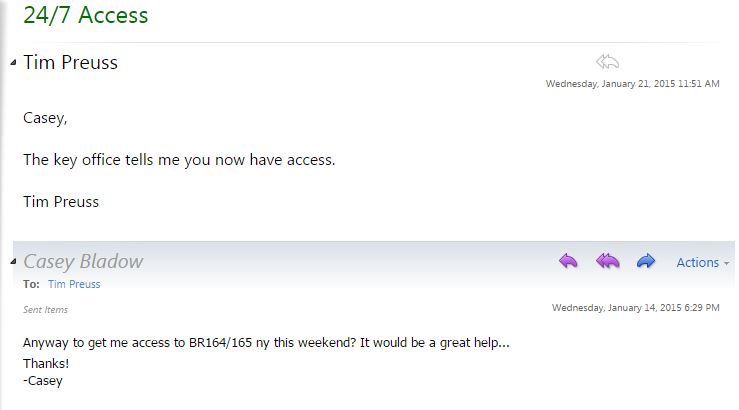 24/7 Access
Tim Preuss
Wednesday, January 21, 2015 11:51 AM
Casey,
The key office tells me you now have access.
Tim Preuss
Casey Bladow
Actions
To: Tim Preuss
Sent Items
Wednesday, January 14, 2015 6:29 PM
Anyway to get me access to BR164/165 ny this weekend? It would be a great help...
Thanks!
-Casey